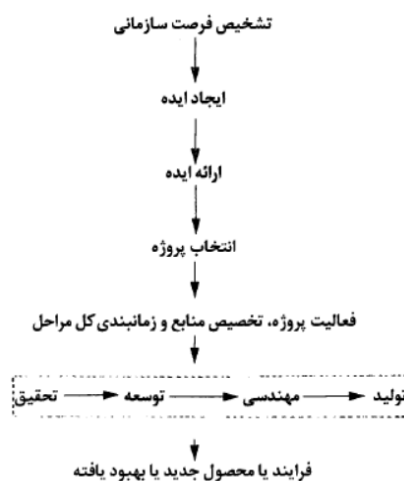 تشخیص فرصت سازمانی
ایجاد ایده
ارائه ایده
انتخاب پروژه
فعالیت پروژه، تخصیص منابع و زمانبندی کل مراحل
تحقیق توسعه مهندسی تولید
فرایند یا محصول جدید یا بهبود یافته